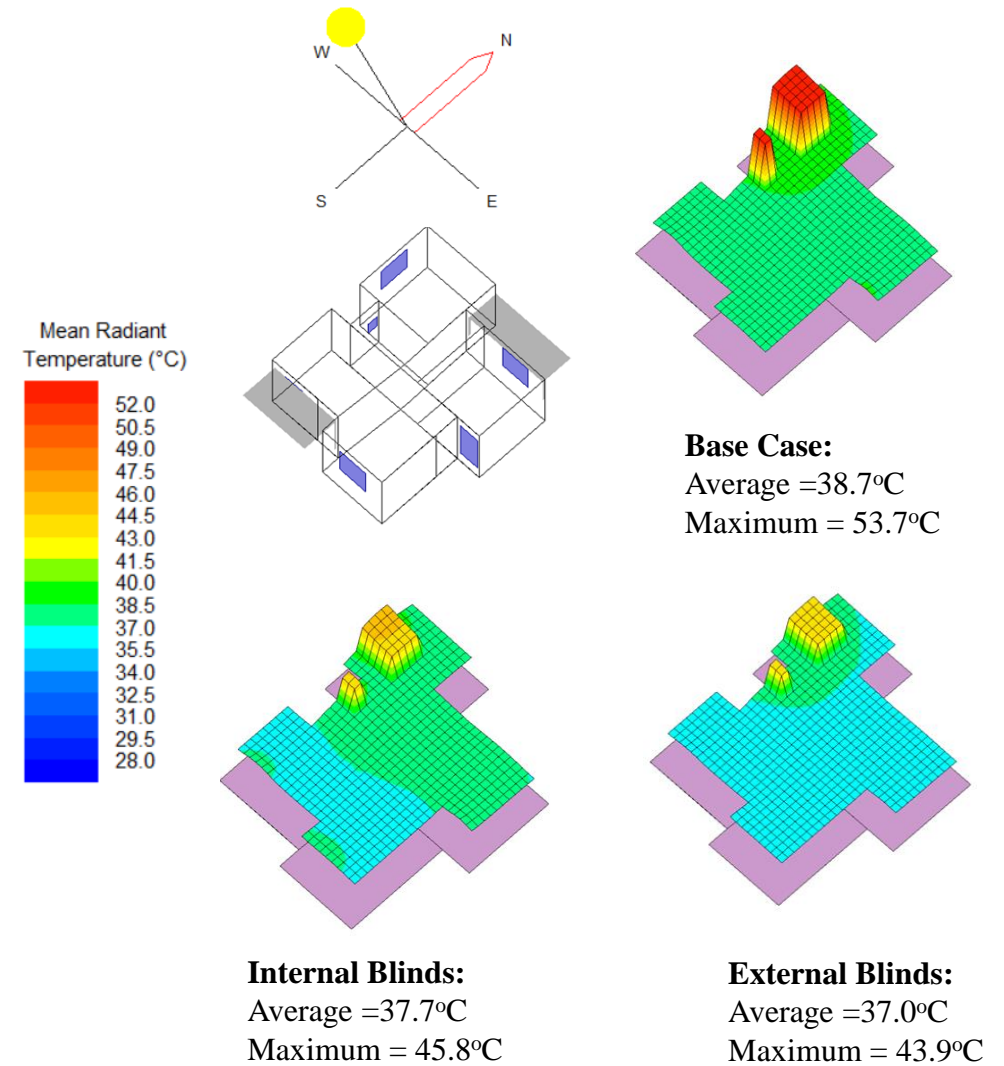 W
N
S
E
Mean Radiant
Temperature (°C)
52.0
50.5
49.0
47.5
46.0
44.5
43.0
41.5
40.0
38.5
37.0
35.5
34.0
32.5
31.0
29.5
28.0
Base Case:
Average =38.7°C
Maximum = 53.7°C
Internal Blinds:
Average =37.7°C
Maximum = 45.8°C
External Blinds:
Average =37.0°C
Maximum = 43.9°C